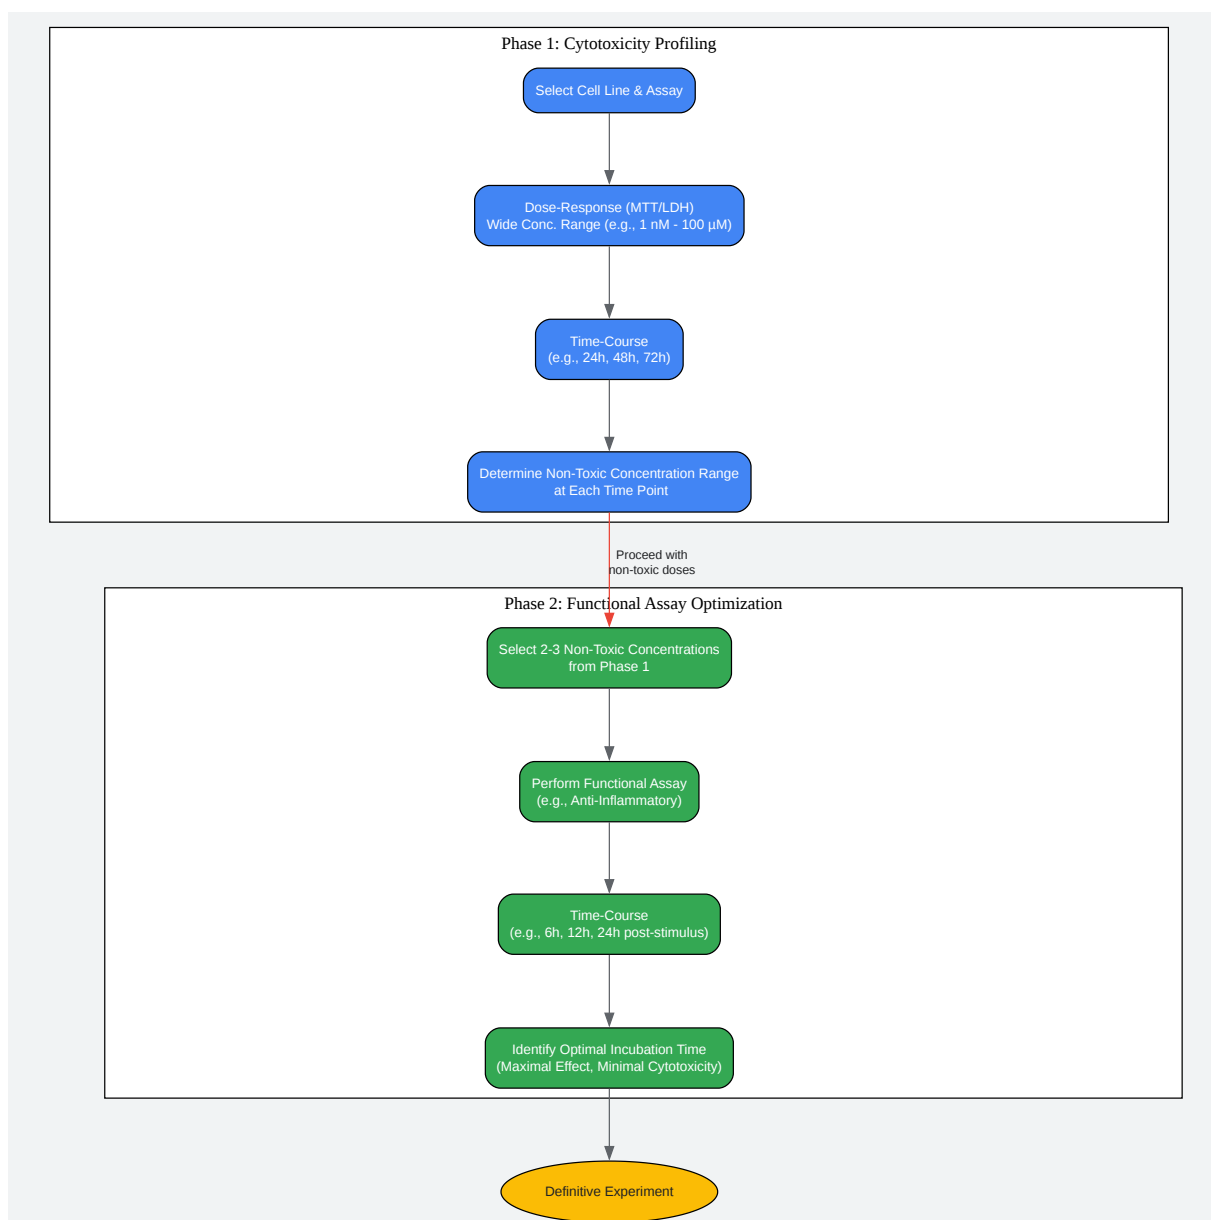 Phase 1: Cytotoxicity Profiling
Select Cell Line & Assay
Dose-Response (MTT/LDH)
Wide Conc. Range (e.g., 1 nM - 100 µM)
Time-Course
(e.g., 24h, 48h, 72h)
Determine Non-Toxic Concentration Range
at Each Time Point
Proceed with
non-toxic doses
Phase 2: Functional Assay Optimization
Select 2-3 Non-Toxic Concentrations
from Phase 1
Perform Functional Assay
(e.g., Anti-Inflammatory)
Time-Course
(e.g., 6h, 12h, 24h post-stimulus)
Identify Optimal Incubation Time
(Maximal Effect, Minimal Cytotoxicity)
Definitive Experiment